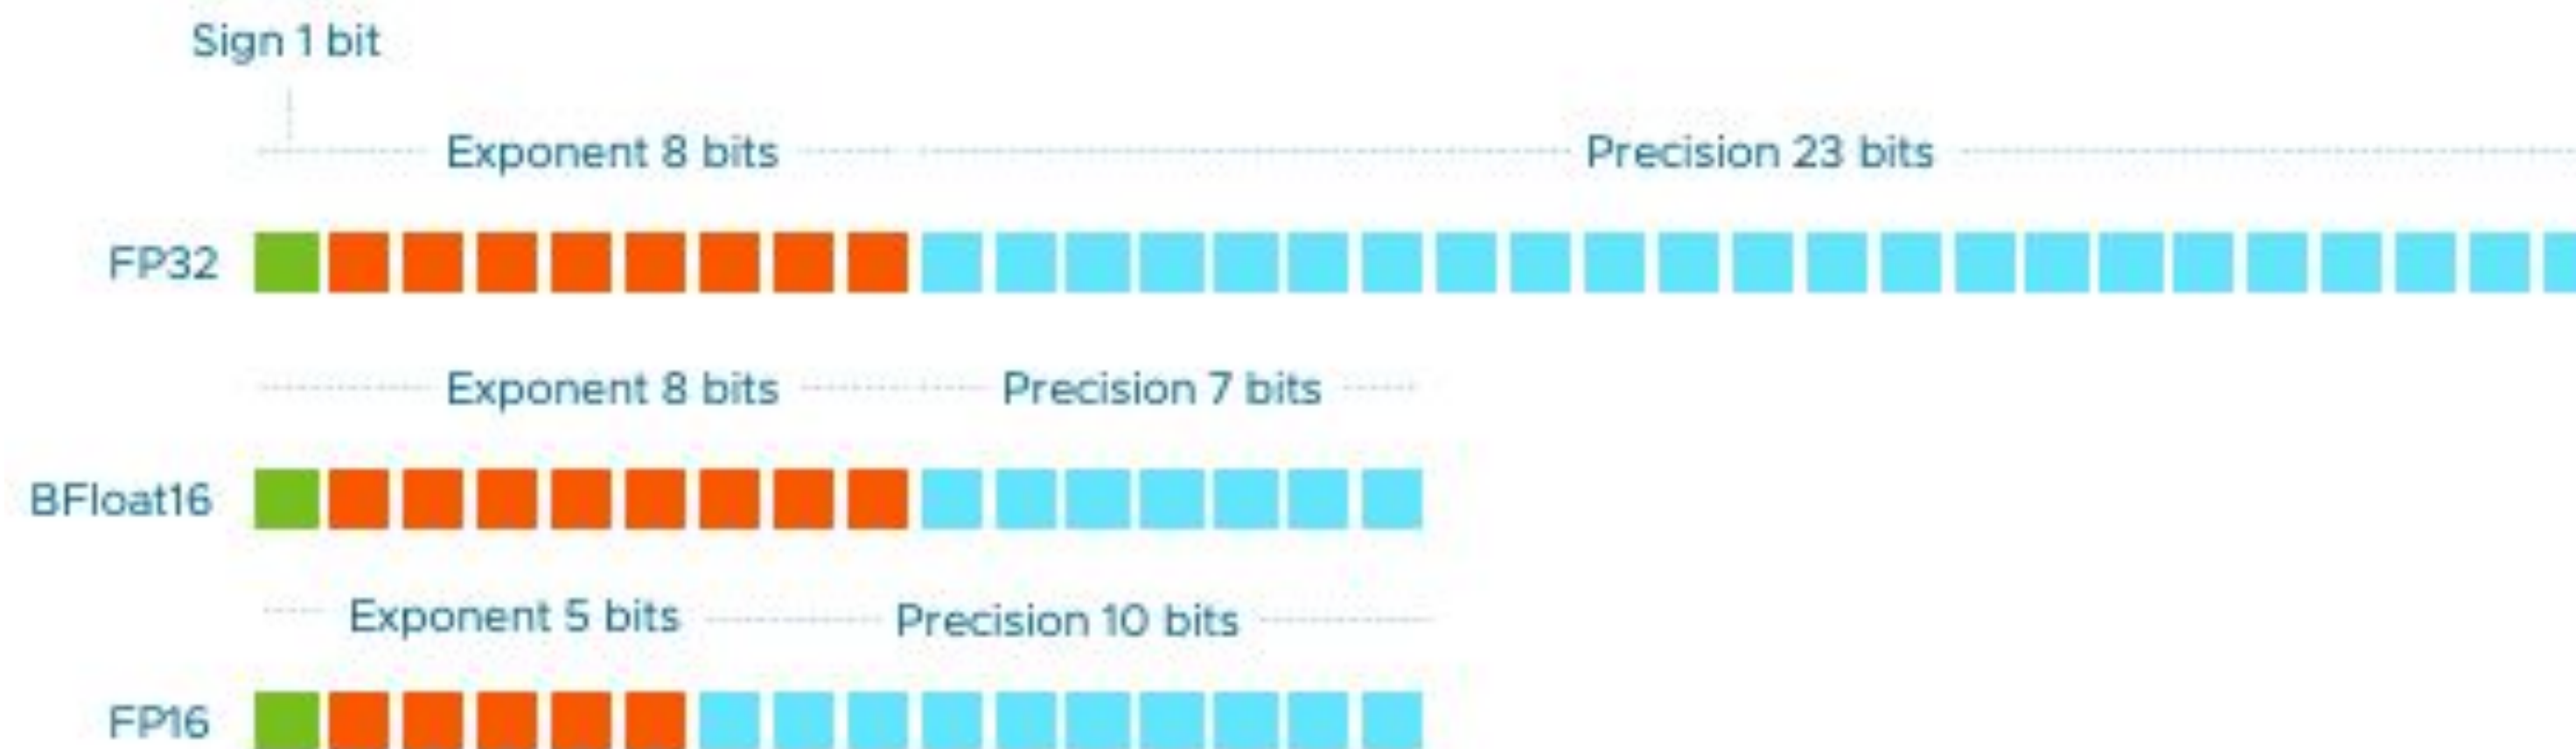 Sign 1 bit
Exponent 8 bits Precision 23 bits
FP32
Exponent 8 bits Precision 7 bits
BFloat16
Exponent 5 bits Precision 10 bits
FP16